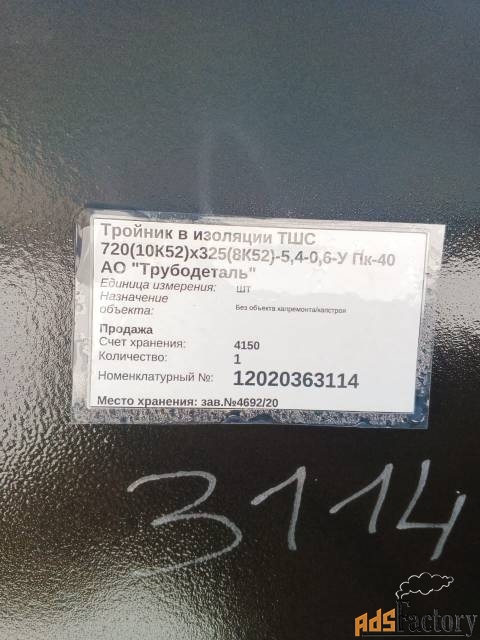 Тройник в изоляции ТШС
720(10К52)х325(8К52)-5,4-0,6-У Пк-40
АО "Трубодеталь"
Единица измерения: ШТ
Назначение
объекта: Без объекта капремонта/капстроя
Продажа
Счет хранения: 4150
Количество: 1
Номенклатурный №: 12020363114
Место хранения: зав.№4692/20
3114
AdsFactory